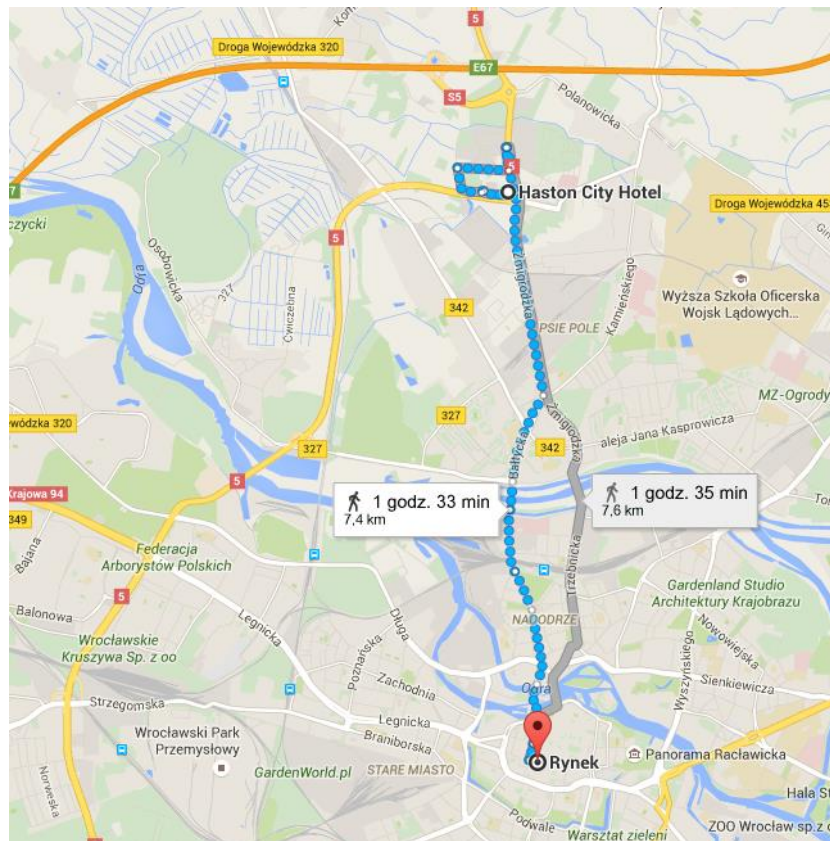 5
Droga Wojewódzka 320
E67
S5
Polanowicka
5
Haston City Hotel
7
Droga Wojewódzka 45
5
Osobowicka
Odra
327
Ćwiczebna
342
Żmigrodzka
PSIE POLE
Kamieńskiego
Wyższa Szkoła Oficerska
Wojsk Lądowych...
MZ-Ogrody
327
Bałtycka
342
Żmigrodzka
aleja Jana Kasprowicza
wódzka 320
327
5
Krajowa 94
349
1 godz. 33 min
7,4 km
1 godz. 35 min
7,6 km
Bajana
Federacja
Arborystów Polskich
Trzebnicka
Gardenland Studio
Architektury Krajobrazu
5
Balonowa
Legnicka
Długa
NADODRZE
Nowowiejska
Wrocławskie
Kruszywa Sp. z oo
Poznańska
Wyszyńskiego
Sienkiewicza
Zachodnia
Odra
Strzegomska
Legnicka
Wrocławski Park
Przemysłowy
Braniborska
Panorama Racławicka
Rynek
GardenWorld.pl
STARE MIASTO
Norweska
Hala St
Podwale
Warsztat zieleni
ZOO Wrocław sp.z